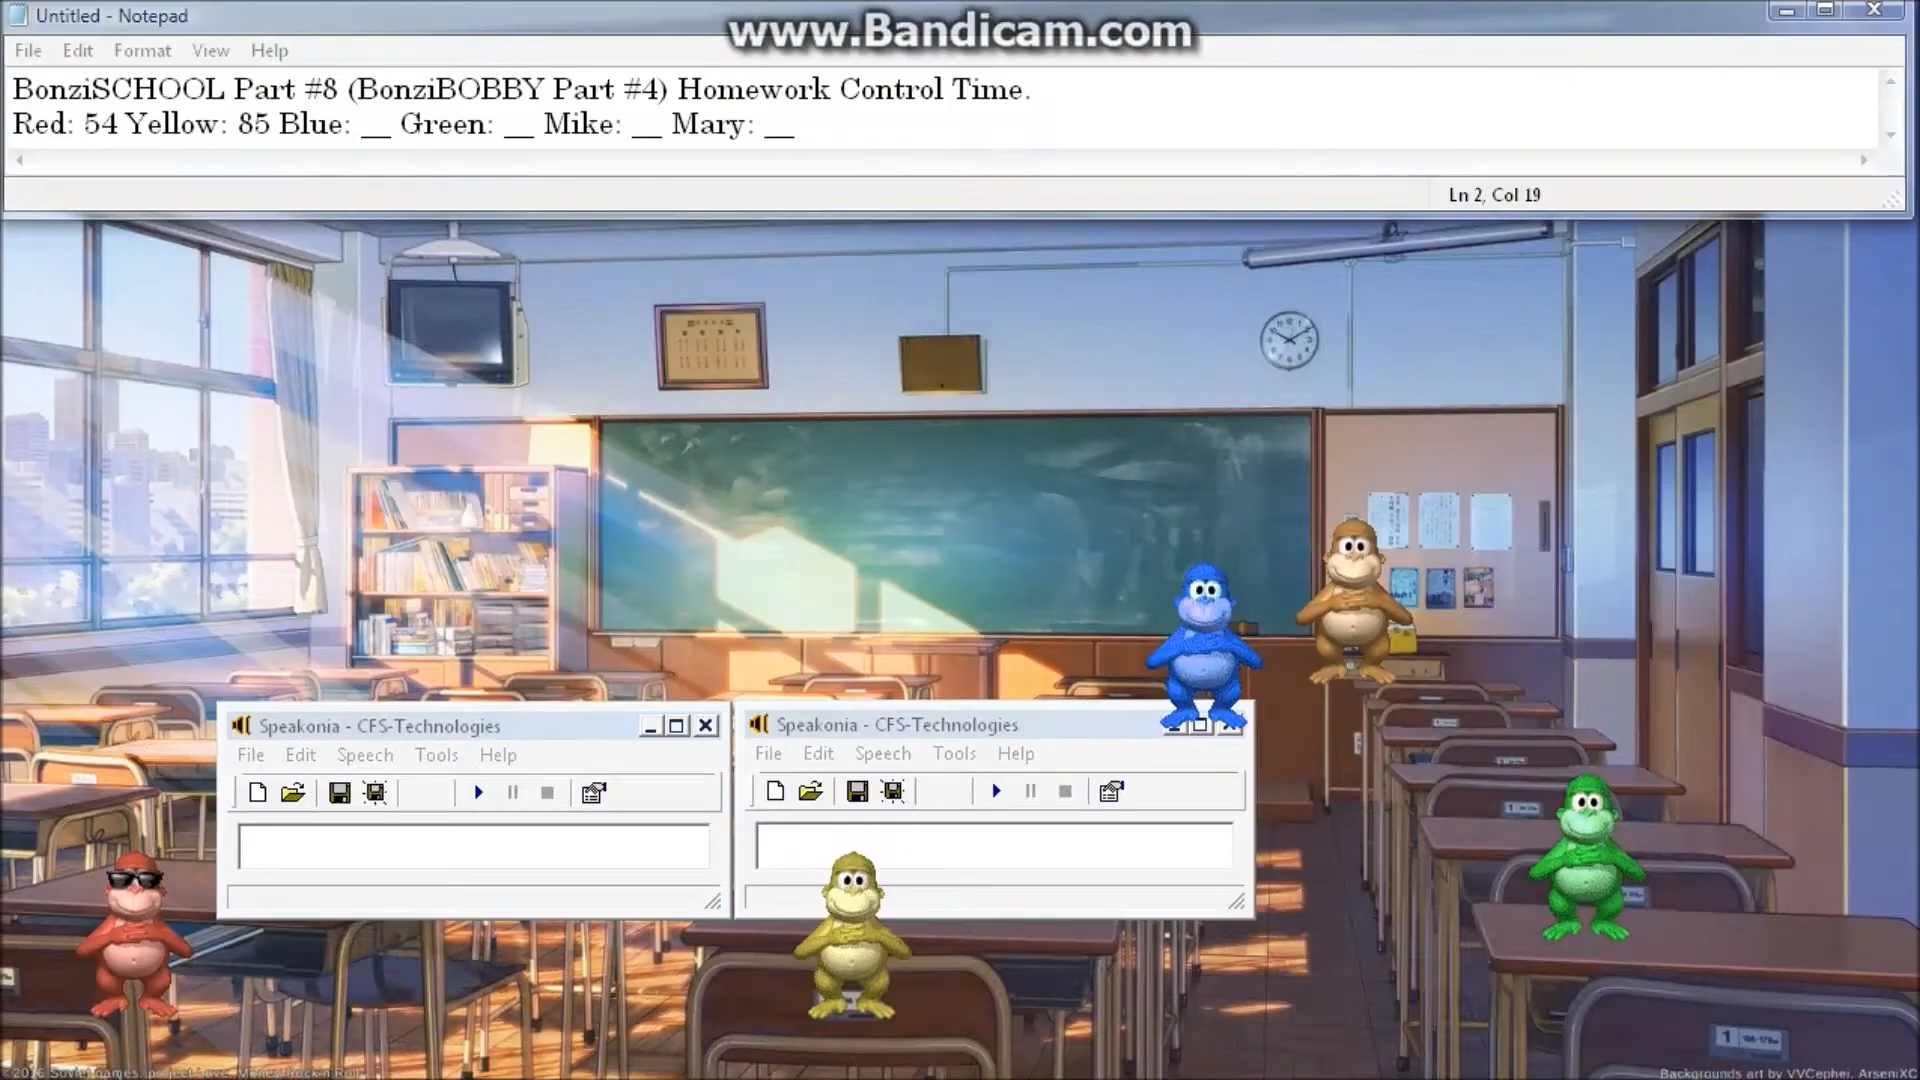 Untitled - Notepad
www.Bandicam.com
File Edit Format View Help
BonziSCHOOL Part #8 (BonziBOBBY Part #4) Homework Control Time.
Red: 54 Yellow: 85 Blue: __ Green: __ Mike: __ Mary: __
Ln 2, Col 19
Speakonia - CFS-Technologies
File Edit Speech Tools Help
Speakonia - CFS-Technologies
File Edit Speech Tools Help
Backgrounds art by VVCephei, ArseniXC